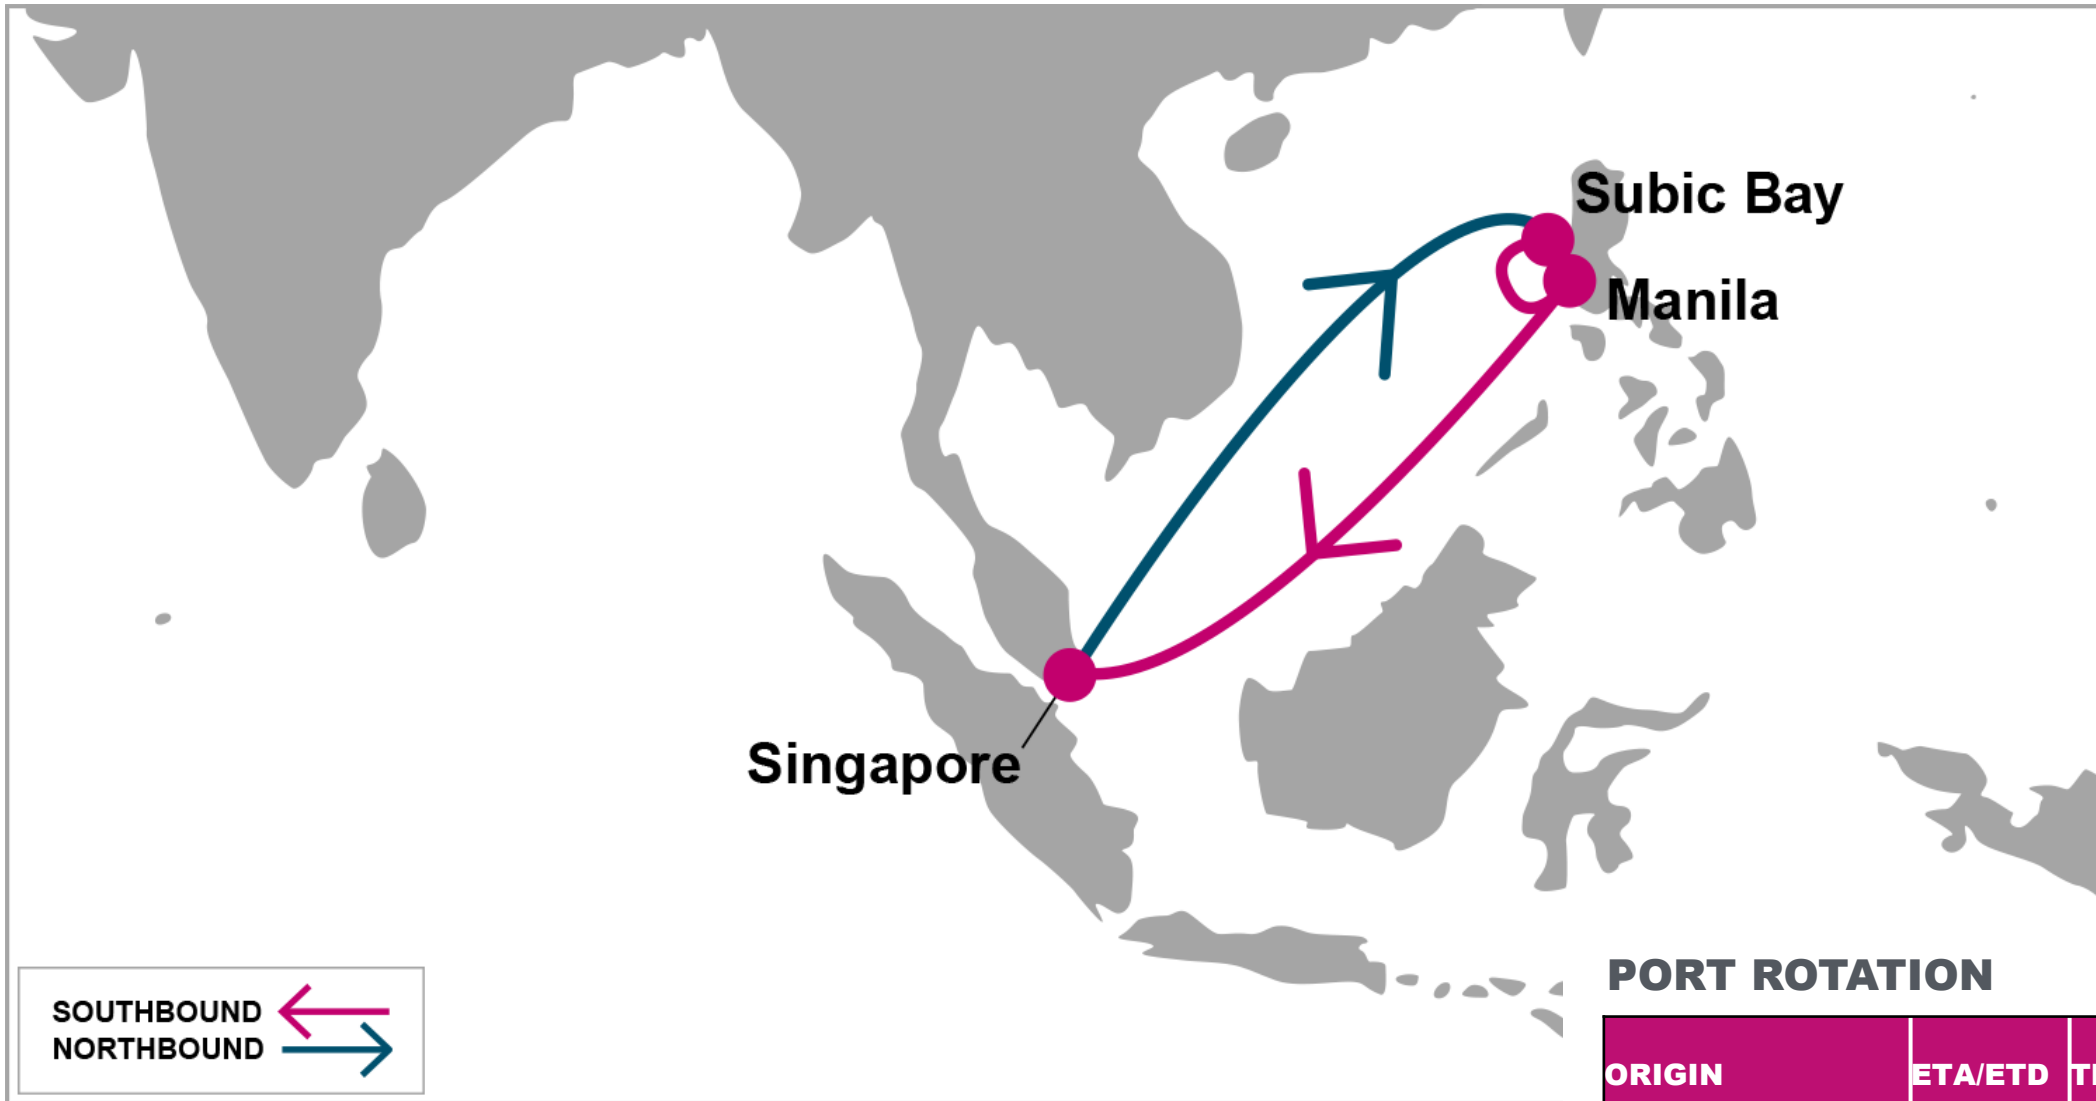 Subic Bay
Manila
Singapore
SOUTHBOUND
NORTHBOUND
PORT ROTATION
ORIGIN ETA/ETD